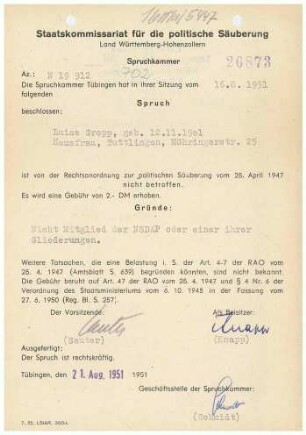 Staatskommissariat für die politische Säuberung
Land Württemberg-Hohenzollern
Spruchkammer
26873
Az.: N 19 912
702
Die Spruchkammer Tübingen hat in ihrer Sitzung vom 16.8.1951
folgenden
Spruch
beschlossen:
geb. 12.11.1901
Hausfrau, Tuttlingen, Möhringerstr. 25
ist von der Rechtsanordnung zur politischen Säuberung vom 25. April 1947
nicht betroffen.
Es wird eine Gebühr von 2.- DM erhoben.
Gründe:
Nicht Mitglied der NSDAP oder einer ihrer
Gliederungen.
Weitere Tatsachen, die eine Belastung i. S. der Art. 4-7 der RAO vom
25. 4. 1947 (Amtsblatt S. 639) begründen könnten, sind nicht bekannt.
Die Gebühr beruht auf Art. 47 der RAO vom 25. 4. 1947 und § 4 Nr. 6 der
Verordnung des Staatsministeriums vom 6. 10. 1948 in der Fassung vom
27. 6. 1950 (Reg. Bl. S. 257).
Der Vorsitzende: Als Beisitzer:
(Sauter) (Knapp)
Ausgefertigt:
Der Spruch ist rechtskräftig.
Tübingen, den 21. Aug. 1951 1951
Geschäftsstelle der Spruchkammer:
(Schmidt)